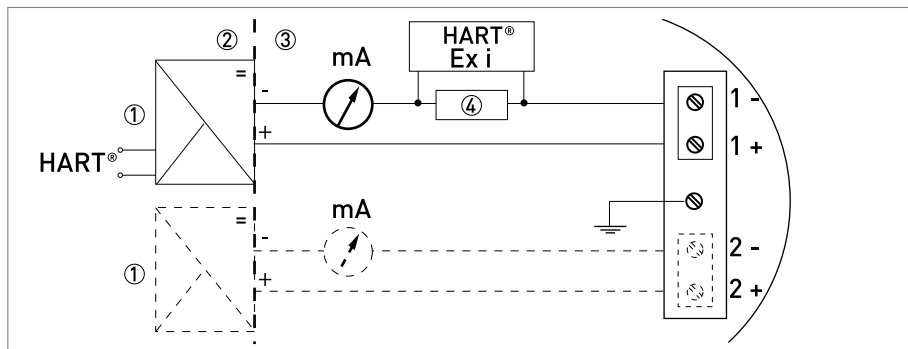 ② ③
mA
HART®
Ex i
=
-
①
④
1 -
+
1 +
HART®
mA
=
-
2 -
①
+
2 +